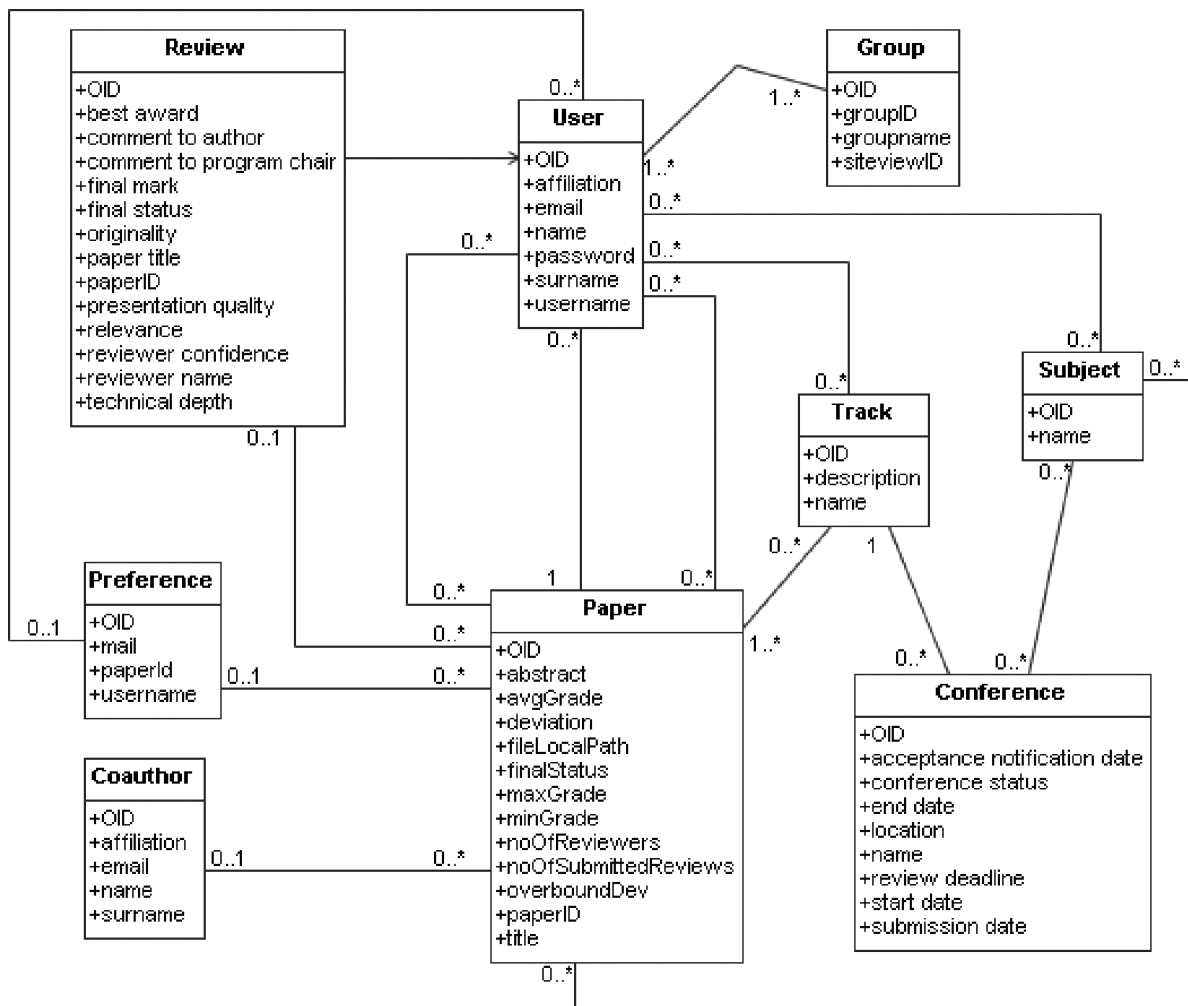 Review
+OID
+best award
+comment to author
+comment to program chair
+final mark
+final status
+originality
+paper title
+paperID
+presentation quality
+relevance
+reviewer confidence
+reviewer name
+technical depth
0..1
0..*
User
+OID
+affiliation
+email
+name
+password
+surname
+username
0..*
0..*
1..*
0..*
0..*
0..*
1..*
Group
+OID
+groupID
+groupname
+siteviewID
0..*
Track
+OID
+description
+name
0..*
1
0..*
0..*
Subject
+OID
+name
0..*
Preference
+OID
+mail
+paperId
+username
0..1
0..1
Coauthor
+OID
+affiliation
+email
+name
+surname
0..1
1
0..*
0..*
0..*
0..*
0..*
1..*
Paper
+OID
+abstract
+avgGrade
+deviation
+fileLocalPath
+finalStatus
+maxGrade
+minGrade
+noOfReviewers
+noOfSubmittedReviews
+overboundDev
+paperID
+title
0..*
0..*
0..*
Conference
+OID
+acceptance notification date
+conference status
+end date
+location
+name
+review deadline
+start date
+submission date